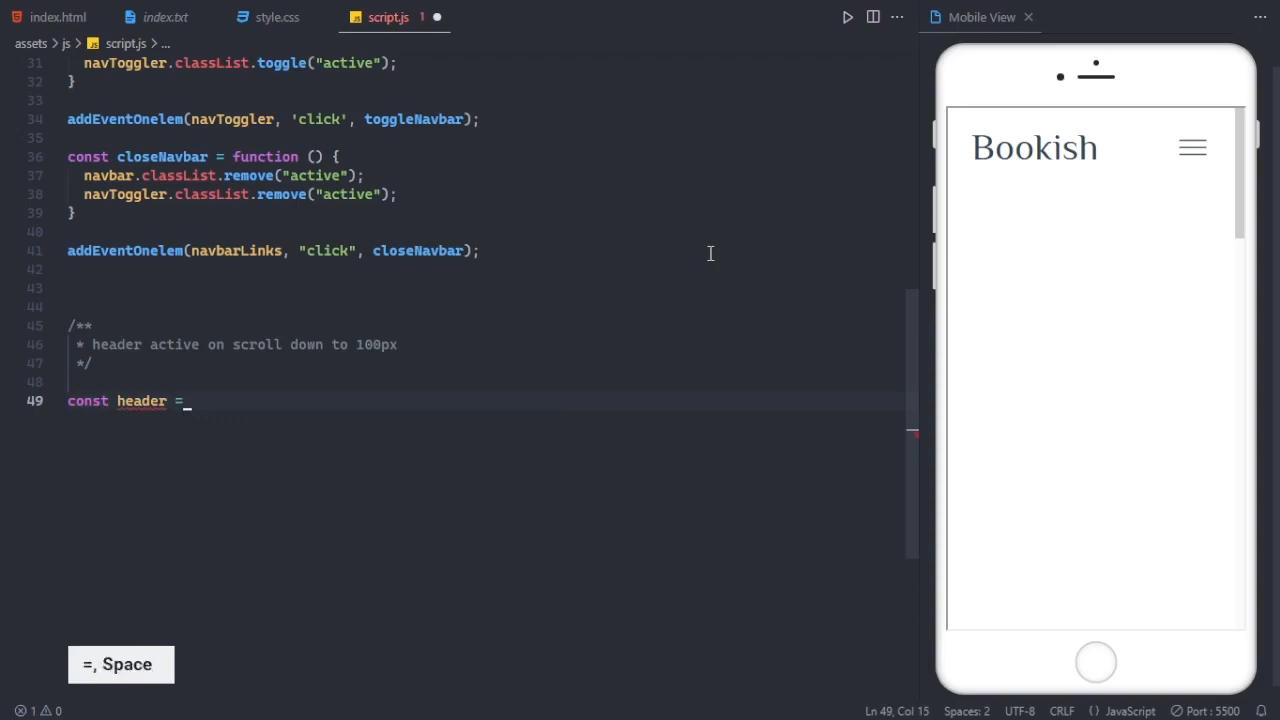 index.html index.txt style.css JS script.js 1
Mobile View
assets > js > JS script.js > ...
31 navToggler.classList.toggle("active");
32 }
33
34 addEventOnelem(navToggler, 'click', toggleNavbar);
35
36 const closeNavbar = function () {
37 navbar.classList.remove("active");
38 navToggler.classList.remove("active");
39 }
40
41 addEventOnelem(navbarLinks, "click", closeNavbar);
42
43
44
45 /**
46 * header active on scroll down to 100px
47 */
48
49 const header =
Bookish
=, Space
1 0
Ln 49, Col 15 Spaces: 2 UTF-8 CRLF {} JavaScript Port : 5500